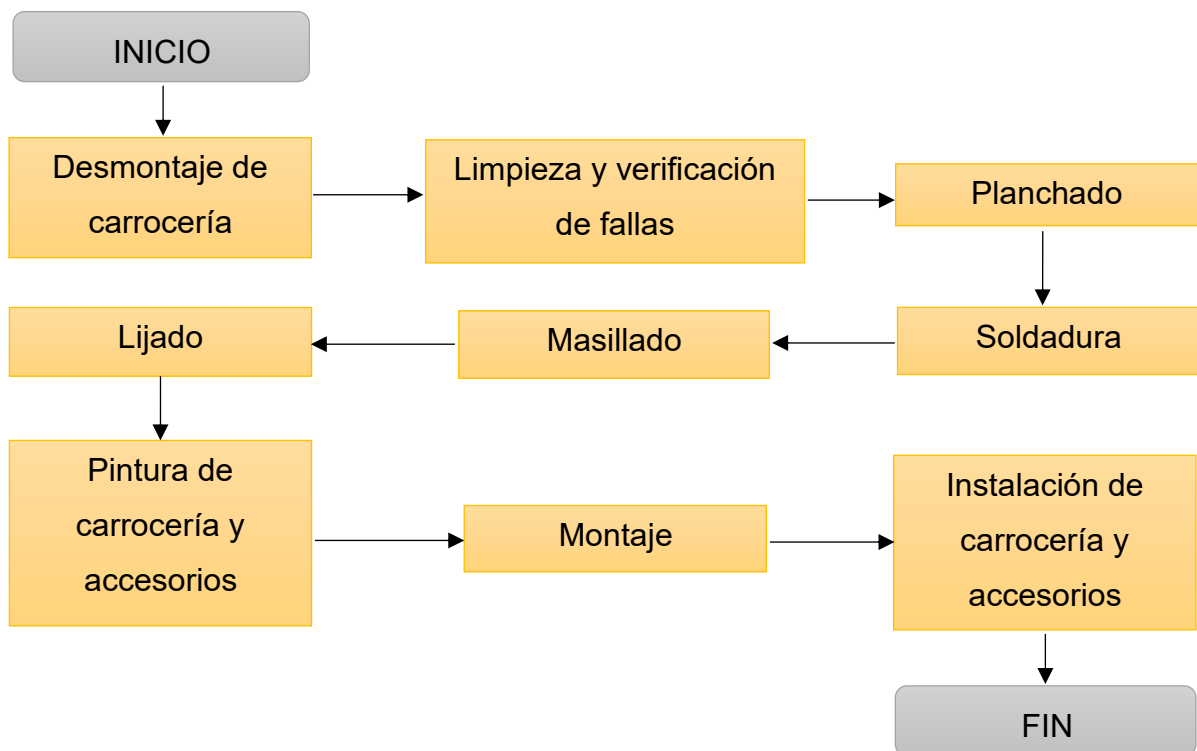 INICIO
Desmontaje de
carrocería
Limpieza y verificación
de fallas
Planchado
Soldadura
Masillado
Lijado
Pintura de
carrocería y
accesorios
Montaje
Instalación de
carrocería y
accesorios
FIN